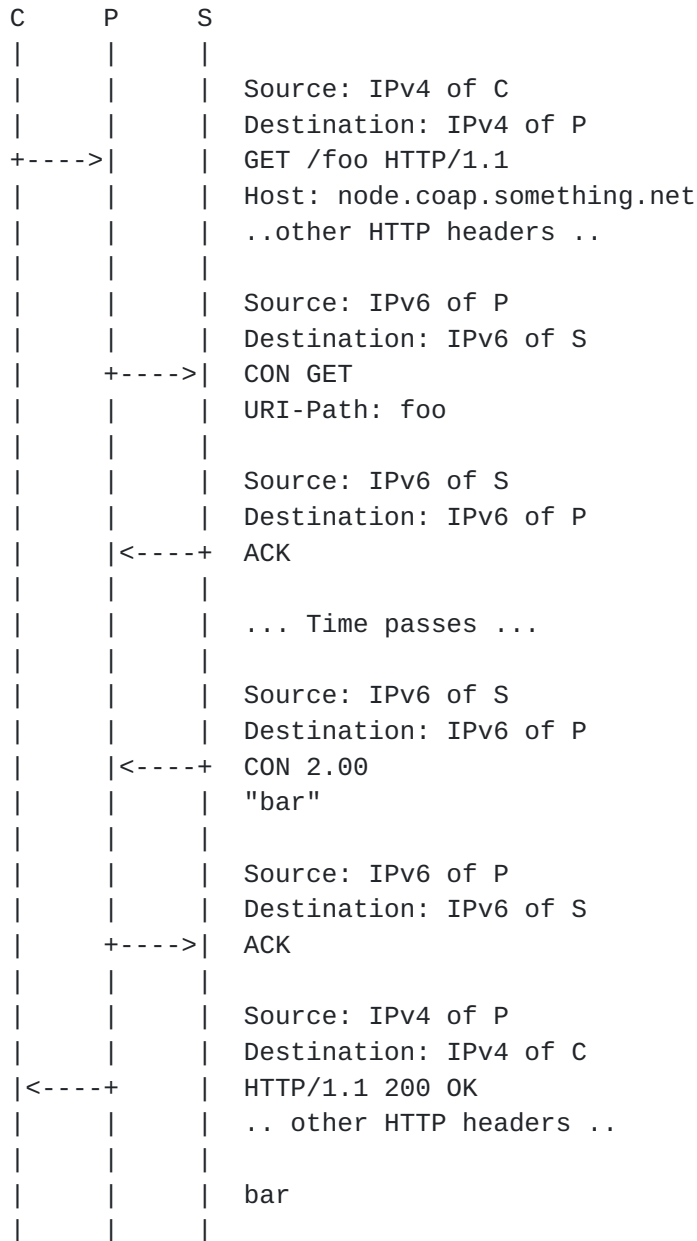 C     P     S
|     |     |
|     |     |  Source: IPv4 of C
|     |     |  Destination: IPv4 of P
+---->|     |  GET /foo HTTP/1.1
|     |     |  Host: node.coap.something.net
|     |     |  ..other HTTP headers ..
|     |     |
|     |     |  Source: IPv6 of P
|     |     |  Destination: IPv6 of S
|     +---->|  CON GET
|     |     |  URI-Path: foo
|     |     |
|     |     |  Source: IPv6 of S
|     |     |  Destination: IPv6 of P
|     |<----+  ACK
|     |     |
|     |     |  ... Time passes ...
|     |     |
|     |     |  Source: IPv6 of S
|     |     |  Destination: IPv6 of P
|     |<----+  CON 2.00
|     |     |  "bar"
|     |     |
|     |     |  Source: IPv6 of P
|     |     |  Destination: IPv6 of S
|     +---->|  ACK
|     |     |
|     |     |  Source: IPv4 of P
|     |     |  Destination: IPv4 of C
|<----+     |  HTTP/1.1 200 OK
|     |     |  .. other HTTP headers ..
|     |     |
|     |     |  bar
|     |     |